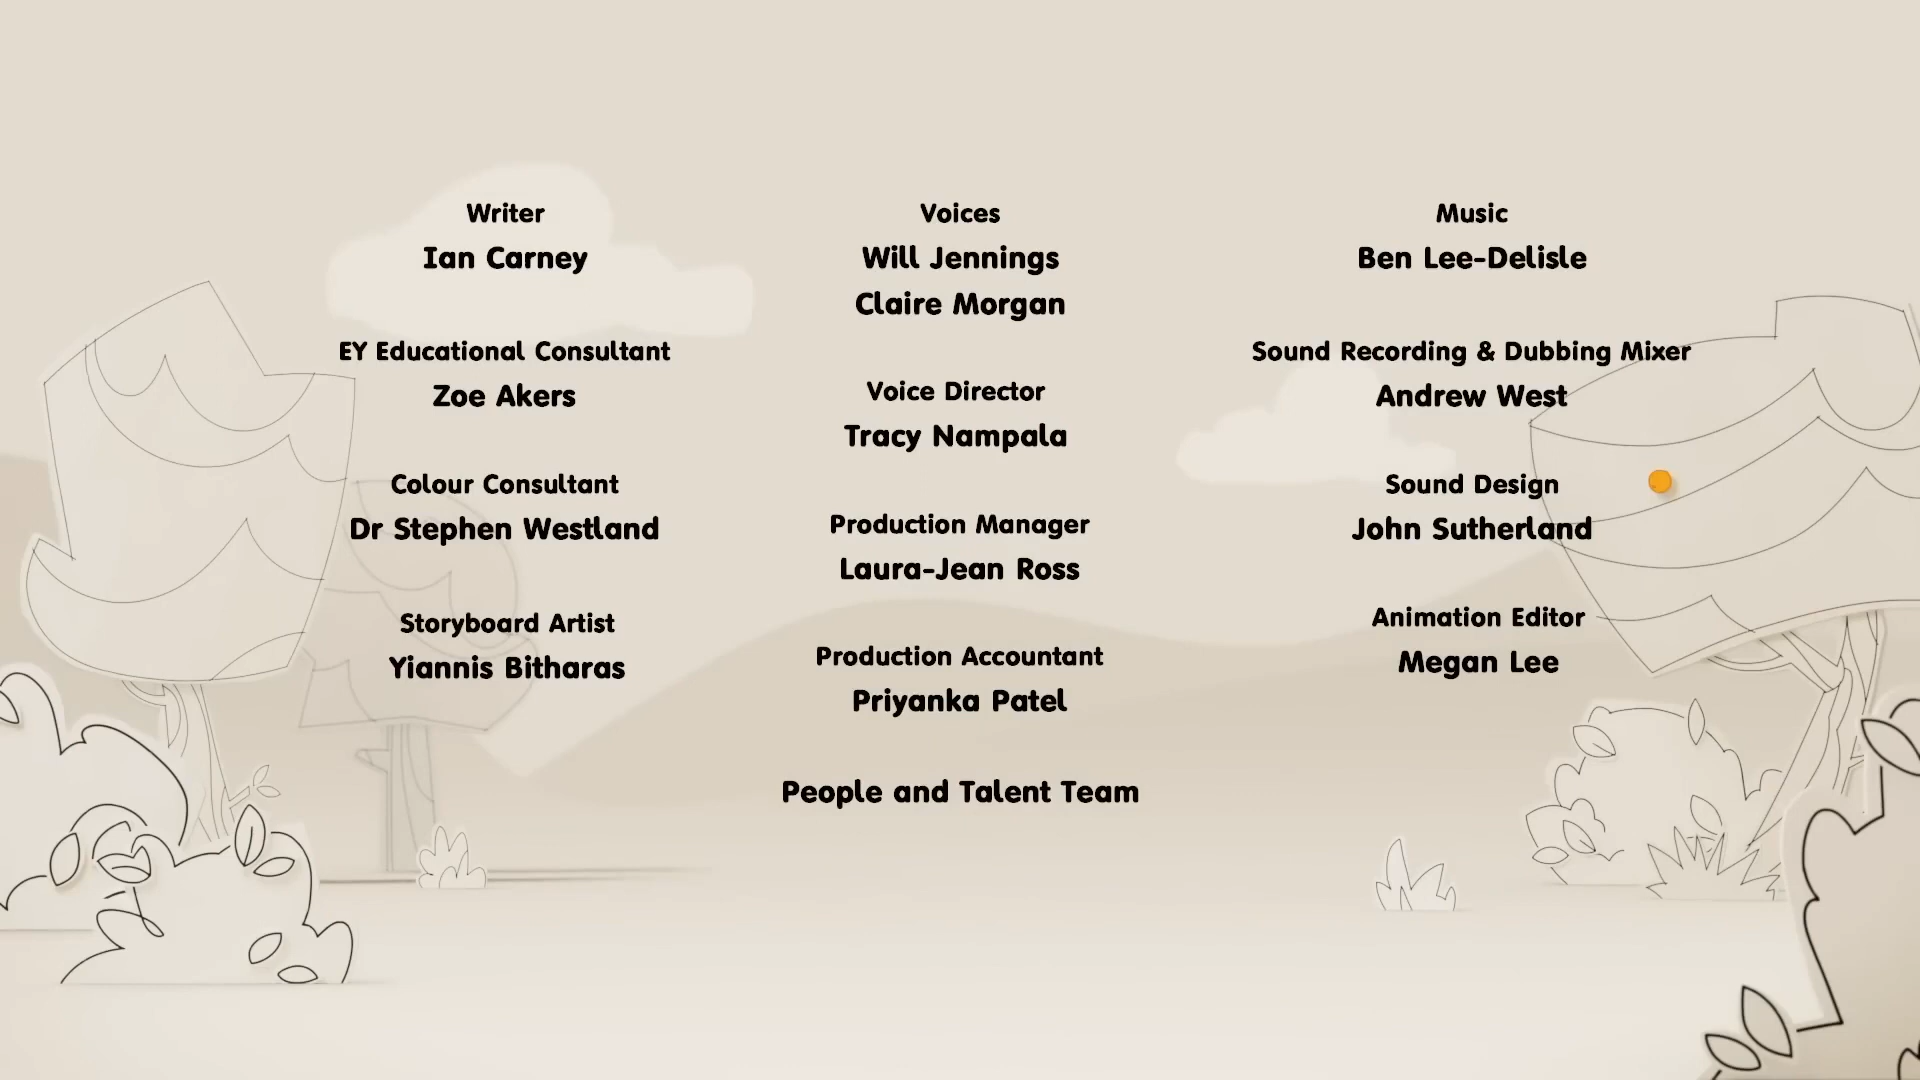 Writer
Ian Carney
EY Educational Consultant
Zoe Akers
Colour Consultant
Dr Stephen Westland
Storyboard Artist
Yiannis Bitharas
Voices
Will Jennings
Claire Morgan
Voice Director
Tracy Nampala
Production Manager
Laura-Jean Ross
Production Accountant
Priyanka Patel
People and Talent Team
Music
Ben Lee-Delisle
Sound Recording & Dubbing Mixer
Andrew West
Sound Design
John Sutherland
Animation Editor
Megan Lee